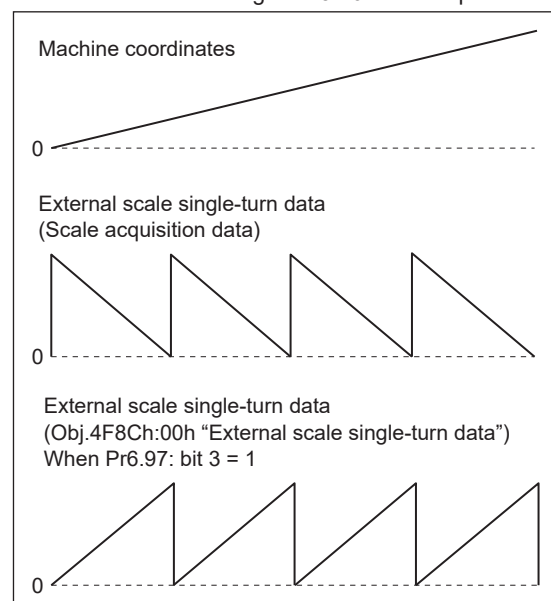 Machine coordinates
0
External scale single-turn data
(Scale acquisition data)
0
External scale single-turn data
(Obj.4F8Ch:00h “External scale single-turn data”)
When Pr6.97: bit 3 = 1
0